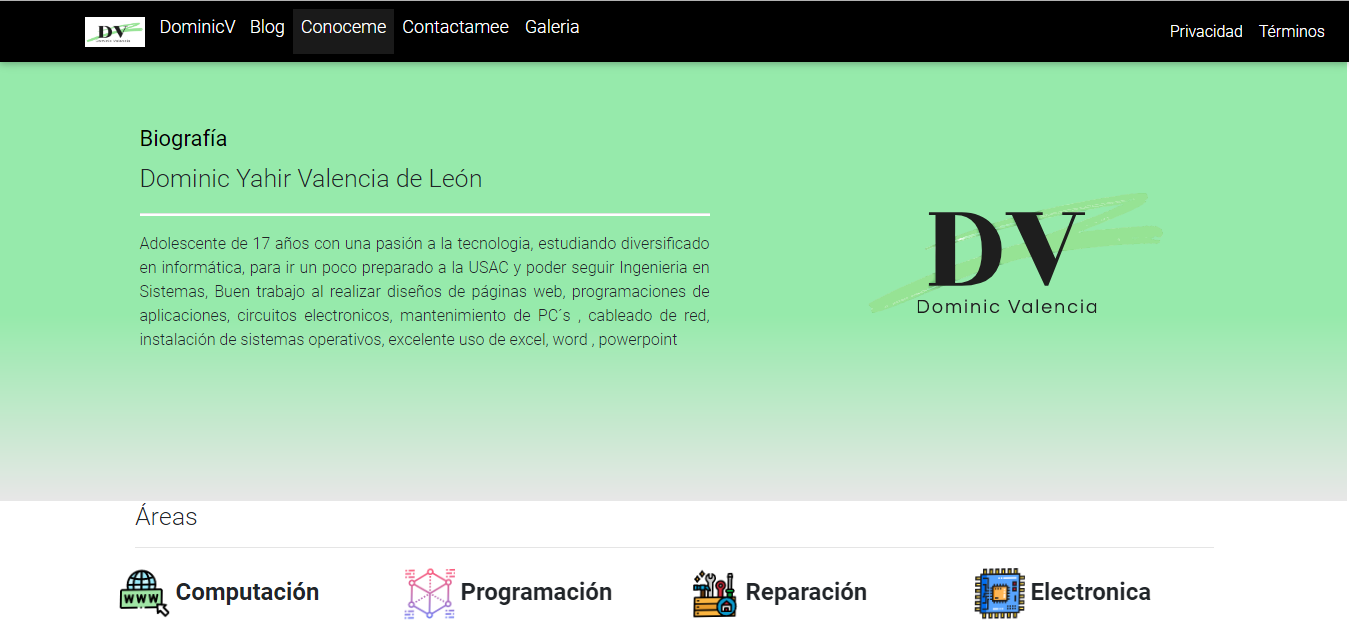 DV DominicV Blog Conoceme Contactamee Galeria Privacidad Términos
Biografía
Dominic Yahir Valencia de León
Adolescente de 17 años con una pasión a la tecnologia, estudiando diversificado
en informática, para ir un poco preparado a la USAC y poder seguir Ingenieria en
Sistemas, Buen trabajo al realizar diseños de páginas web, programaciones de
aplicaciones, circuitos electronicos, mantenimiento de PC´s , cableado de red,
instalación de sistemas operativos, excelente uso de excel, word , powerpoint
DV
Dominic Valencia
Áreas
WWW Computación Programación Reparación Electronica